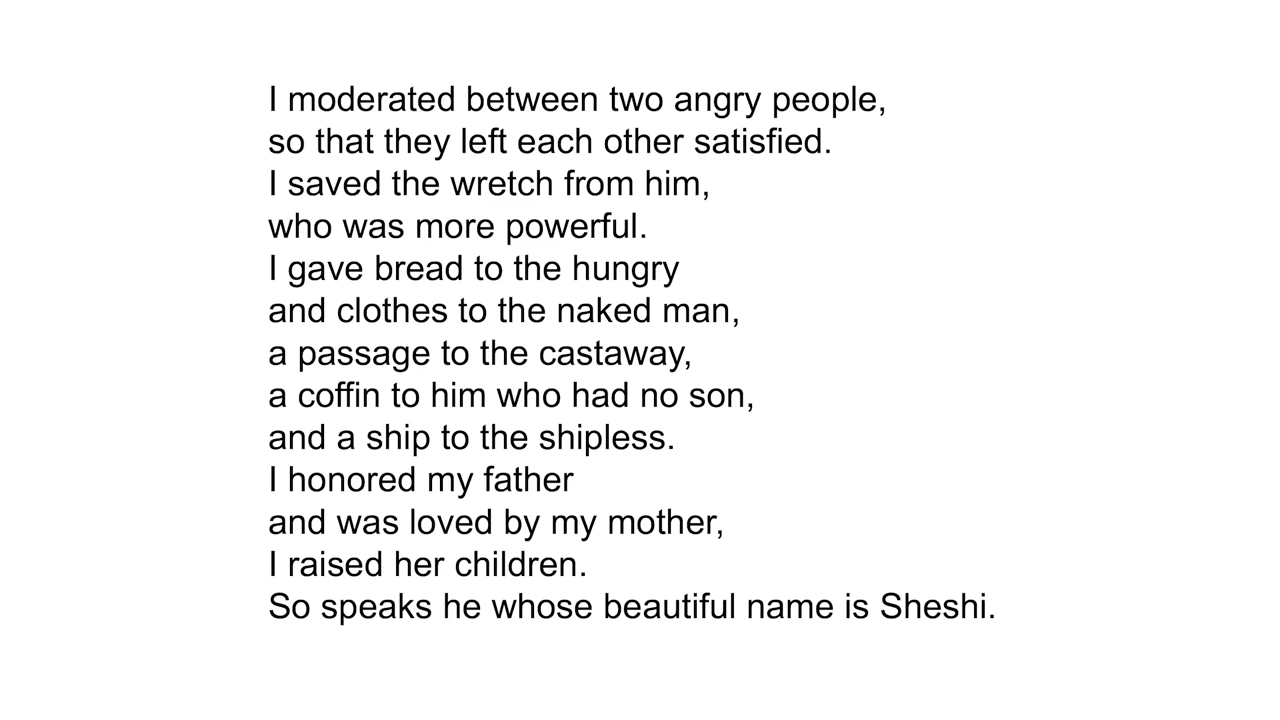 I moderated between two angry people,
so that they left each other satisfied.
I saved the wretch from him,
who was more powerful.
I gave bread to the hungry
and clothes to the naked man,
a passage to the castaway,
a coffin to him who had no son,
and a ship to the shipless.
I honored my father
and was loved by my mother,
I raised her children.
So speaks he whose beautiful name is Sheshi.